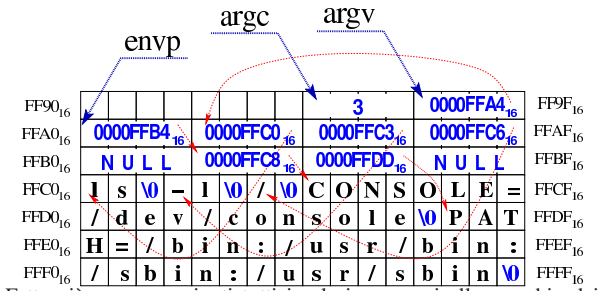 argc
argv
envp
FF90₁₆ 3 0000FFA4₁₆ FF9F₁₆
FFA0₁₆ 0000FFB4₁₆ 0000FFC0₁₆ 0000FFC3₁₆ 0000FFC6₁₆ FFAF₁₆
FFB0₁₆ N U L L 0000FFC8₁₆ 0000FFDD₁₆ N U L L FFBF₁₆
FFC0₁₆ l s \0 – l \0 / \0 C O N S O L E = FFCF₁₆
FFD0₁₆ / d e v / c o n s o l e \0 P A T FFDF₁₆
FFE0₁₆ H = / b i n : / u s r / b i n : FFEF₁₆
FFF0₁₆ / s b i n : / u s r / s b i n \0 FFFF₁₆